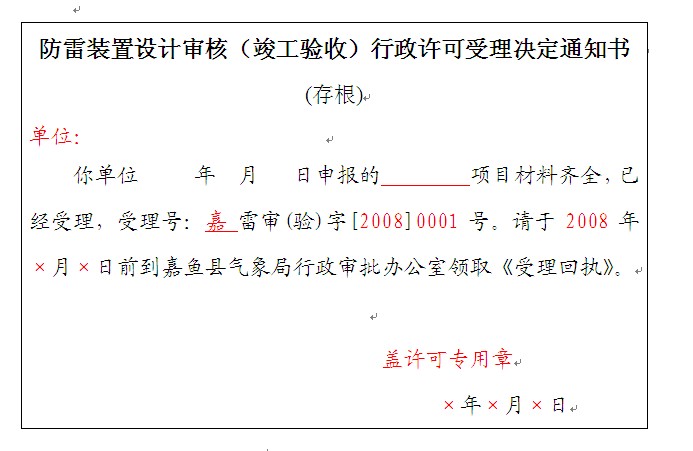 防雷装置设计审核（竣工验收）行政许可受理决定通知书
(存根)
单位：
你单位 年 月 日申报的________项目材料齐全，已
经受理，受理号：嘉 雷审(验)字[2008]0001 号。请于 2008 年
×月×日前到嘉鱼县气象局行政审批办公室领取《受理回执》。
盖许可专用章
×年×月×日